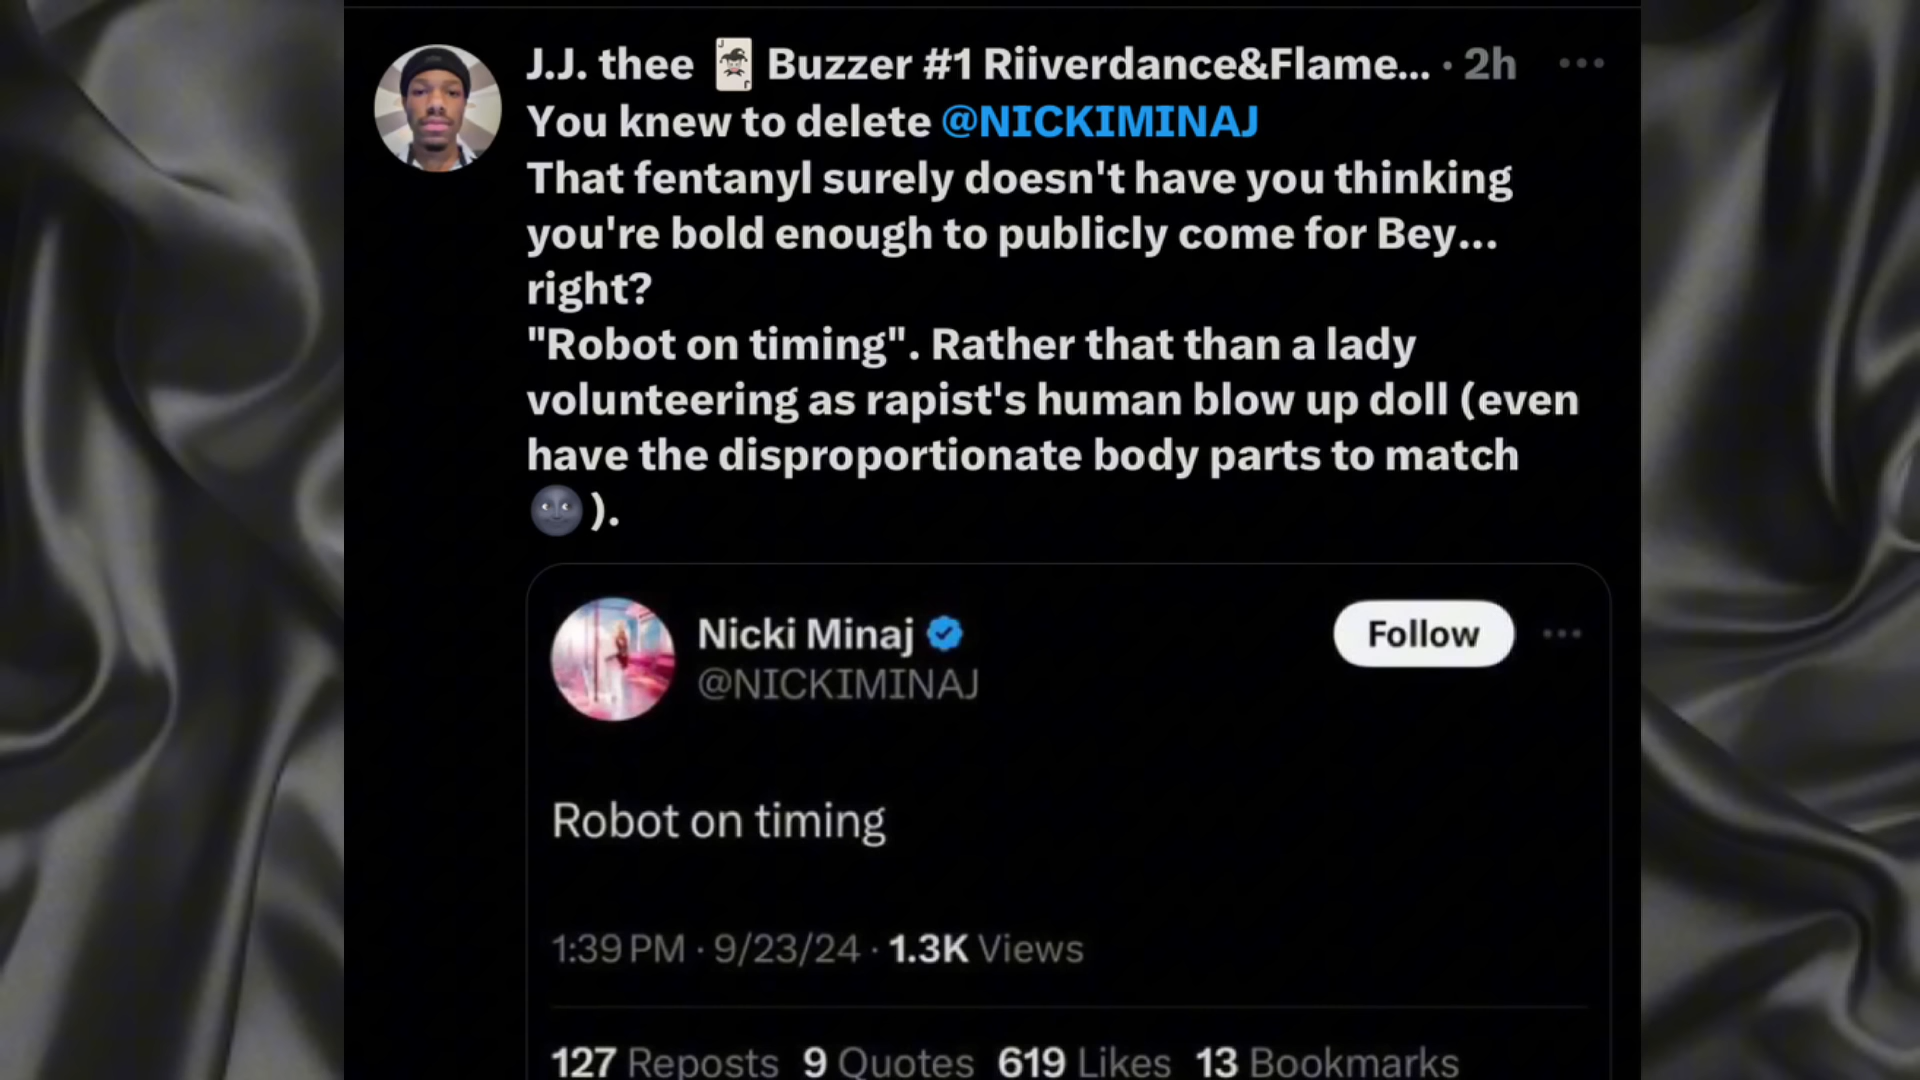 J.J. thee 🃏 Buzzer #1 Riiverdance&Flame... · 2h
You knew to delete @NICKIMINAJ
That fentanyl surely doesn't have you thinking
you're bold enough to publicly come for Bey...
right?
"Robot on timing". Rather that than a lady
volunteering as rapist's human blow up doll (even
have the disproportionate body parts to match
🌚 ).
Nicki Minaj
Follow
@NICKIMINAJ
Robot on timing
1:39 PM · 9/23/24 · 1.3K Views
127 Reposts 9 Quotes 619 Likes 13 Bookmarks